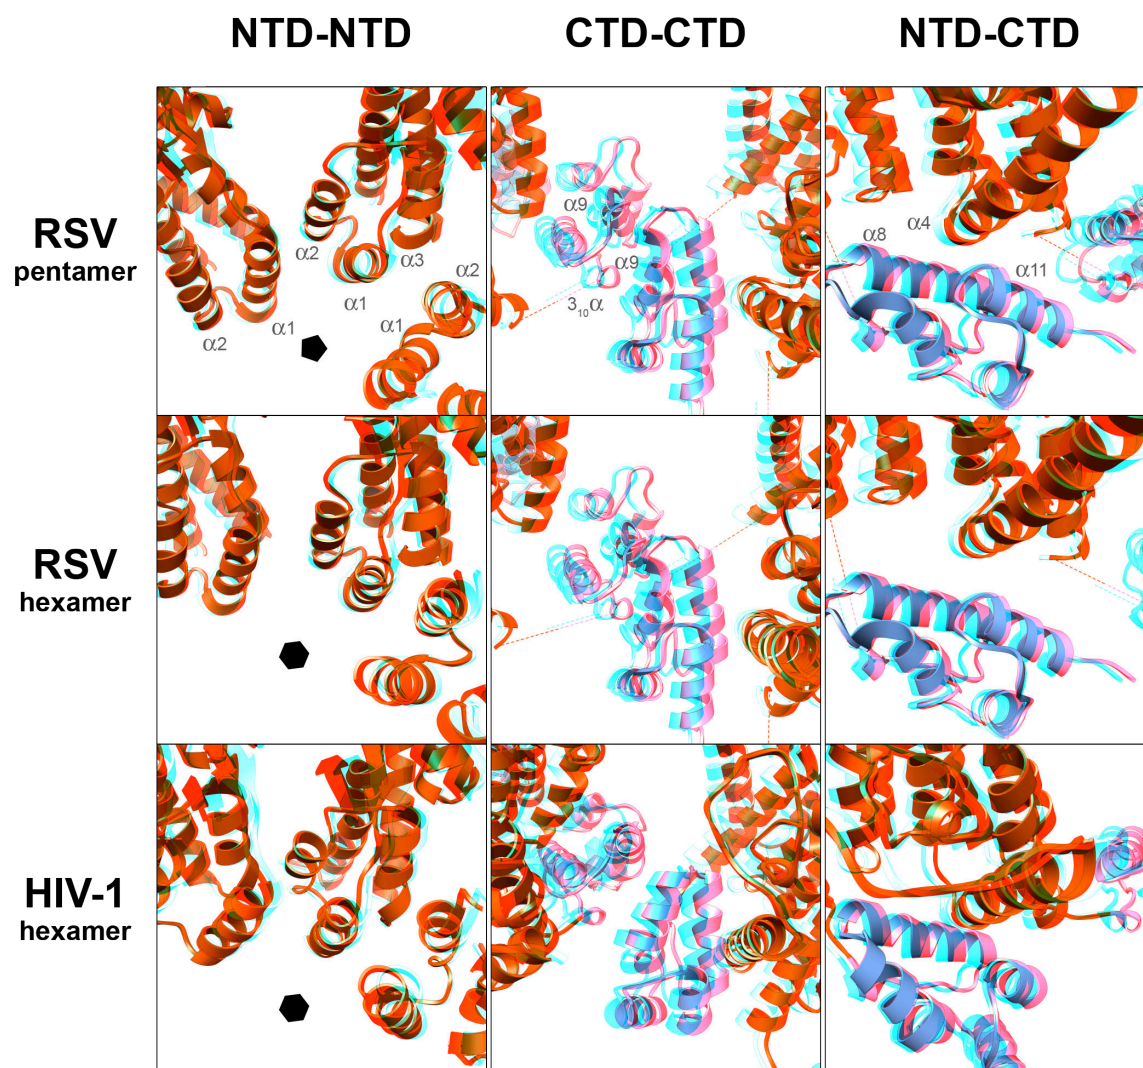 NTD-NTD CTD-CTD NTD-CTD
RSV
pentamer
α2 α1 α3 α2
α1 α1
α2
α9
α9
3₁₀α
α4
α8
α11
RSV
hexamer
HIV-1
hexamer